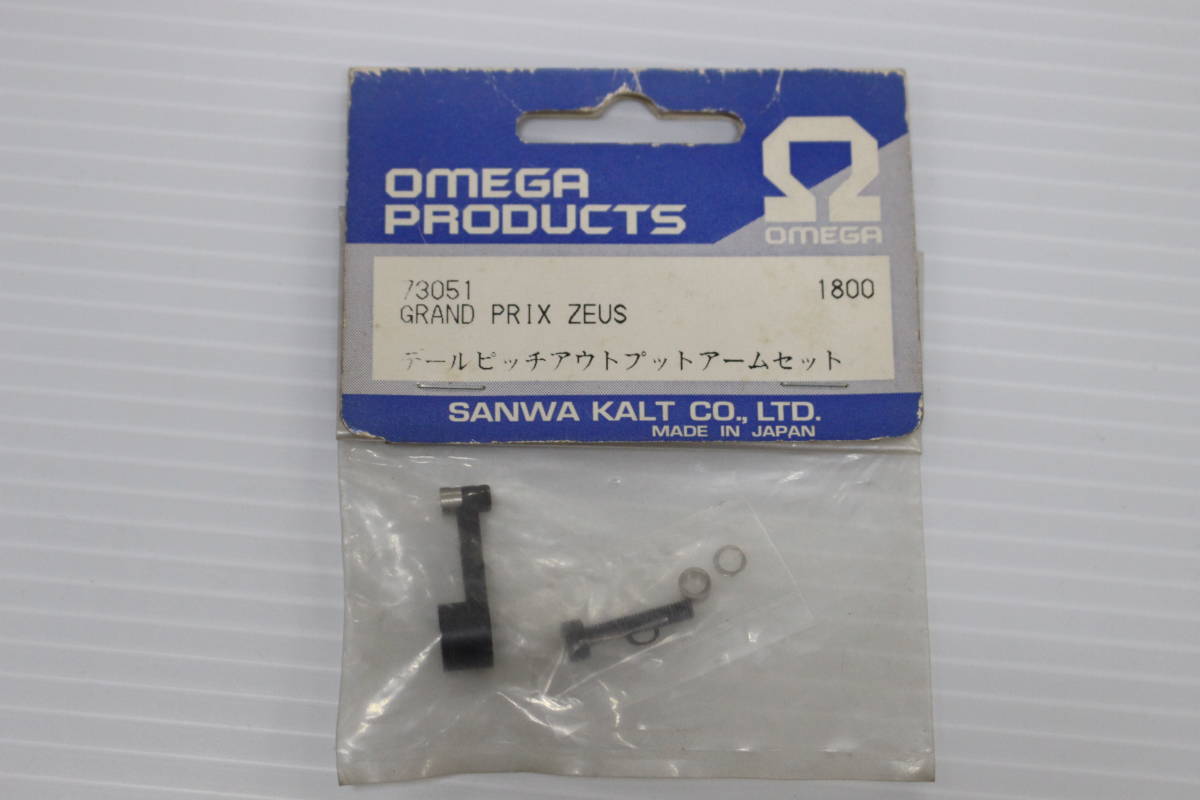 OMEGA
PRODUCTS
OMEGA
73051 1800
GRAND PRIX ZEUS
テールピッチアウトプットアームセット
SANWA KALT CO., LTD.
MADE IN JAPAN